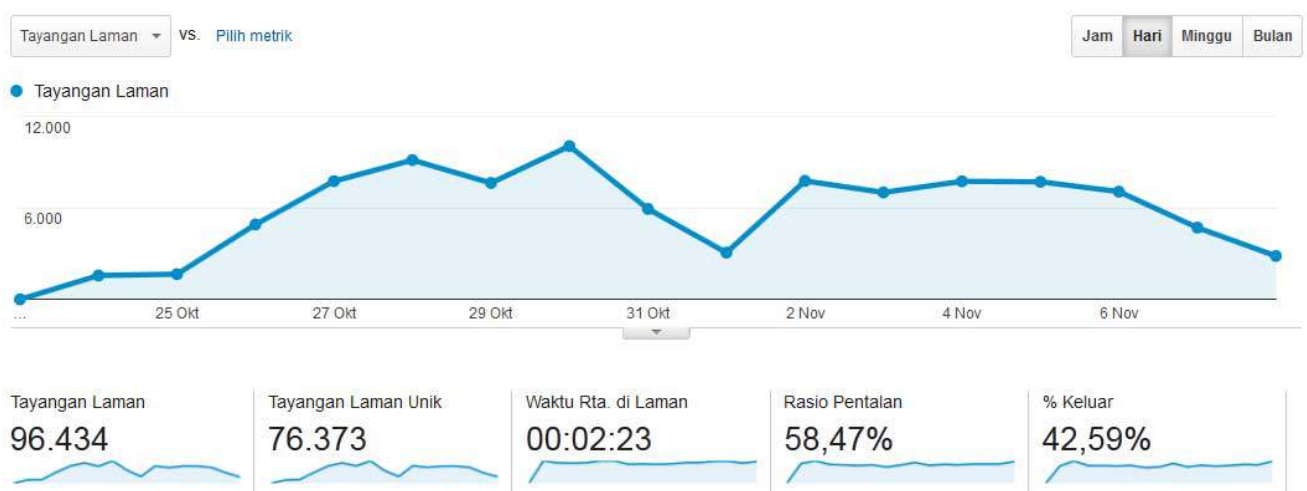 Tayangan Laman VS. Pilih metrik Jam Hari Minggu Bulan
Tayangan Laman
12.000
6.000
... 25 Okt 27 Okt 29 Okt 31 Okt 2 Nov 4 Nov 6 Nov
Tayangan Laman Tayangan Laman Unik Waktu Rta. di Laman Rasio Pentalan % Keluar
96.434 76.373 00:02:23 58,47% 42,59%